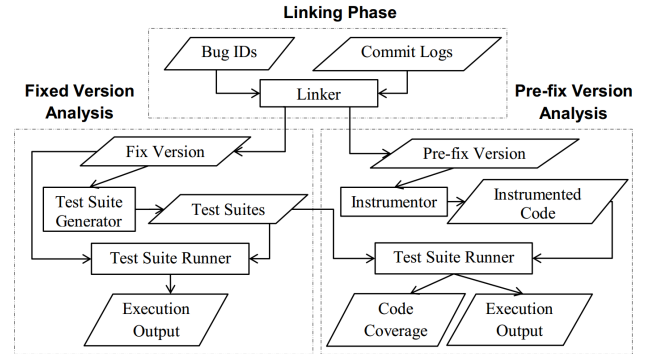 Linking Phase
Bug IDs
Commit Logs
Linker
Fixed Version
Analysis
Pre-fix Version
Analysis
Fix Version
Test Suite
Generator
Test Suites
Test Suite Runner
Execution
Output
Pre-fix Version
Instrumentor
Instrumented
Code
Test Suite Runner
Code
Coverage
Execution
Output